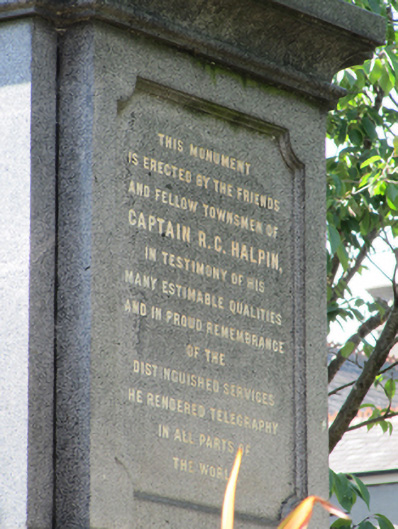 THIS MONUMENT
IS ERECTED BY THE FRIENDS
AND FELLOW TOWNSMEN OF
CAPTAIN R.C. HALPIN,
IN TESTIMONY OF HIS
MANY ESTIMABLE QUALITIES
AND IN PROUD REMEMBRANCE
OF THE
DISTINGUISHED SERVICES
HE RENDERED TELEGRAPHY
IN ALL PARTS OF
THE WORLD